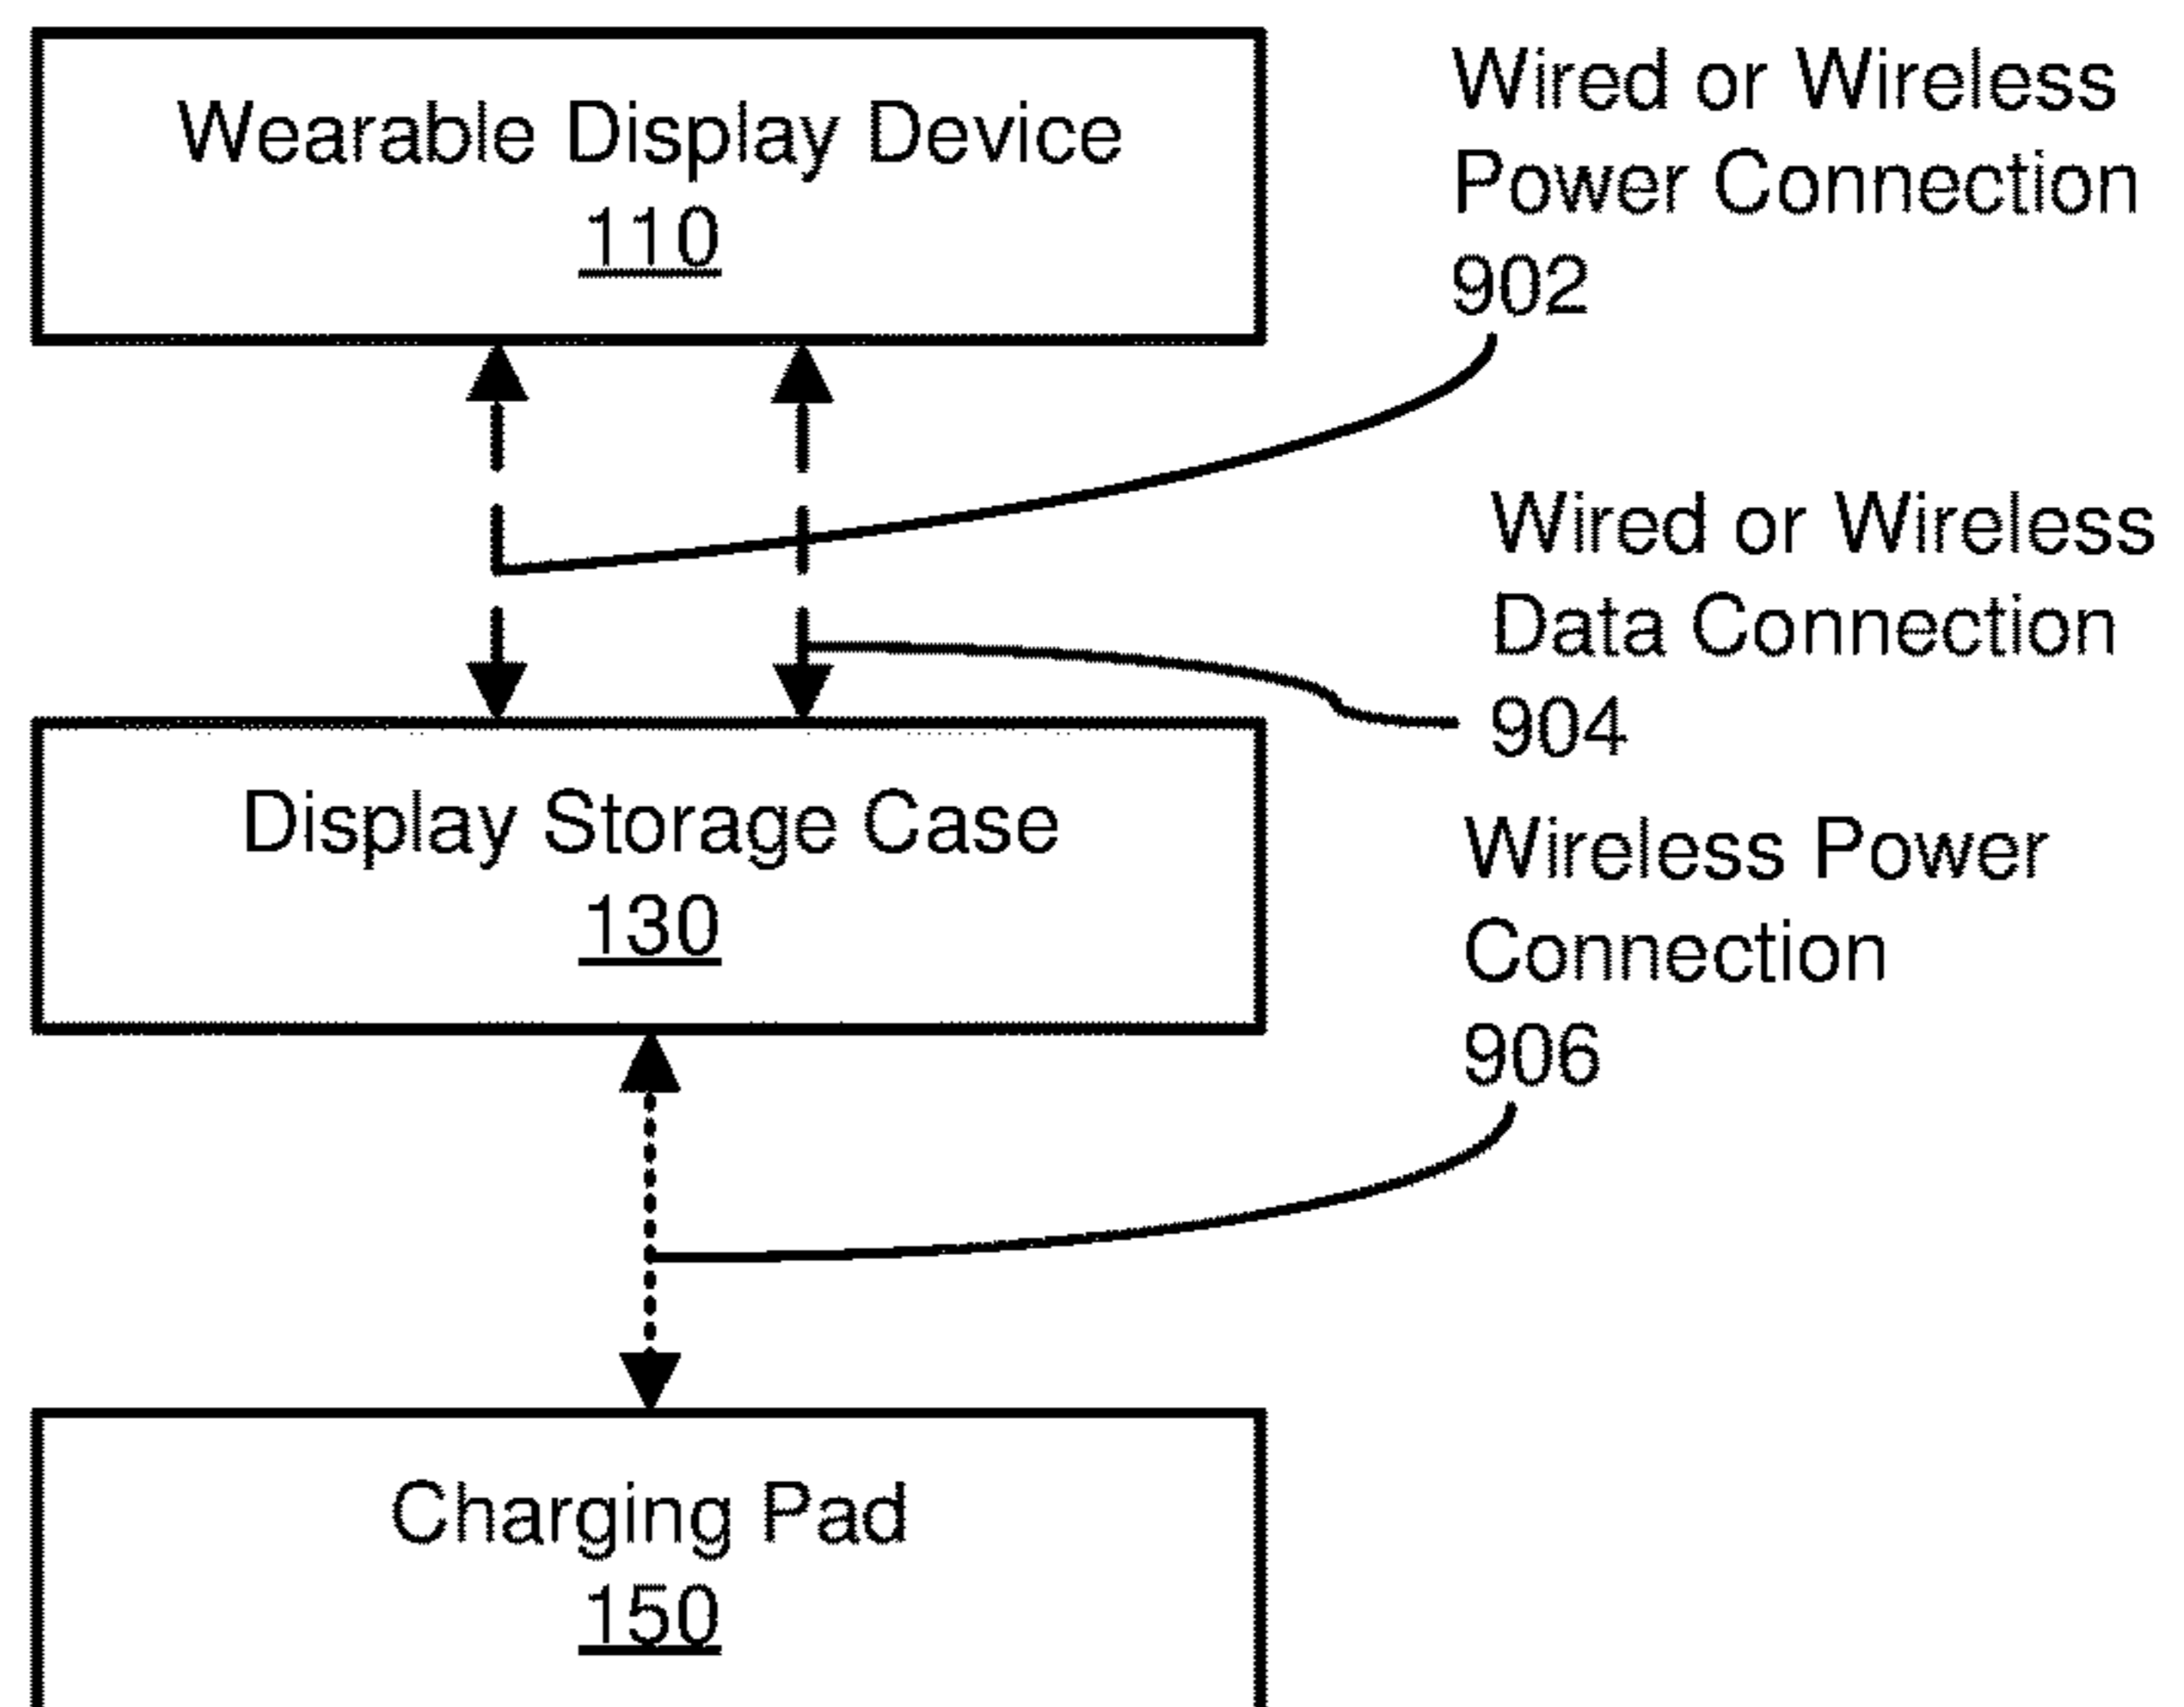 Wearable Display Device
110
Wired or Wireless
Power Connection
902
Wired or Wireless
Data Connection
904
Display Storage Case
130
Wireless Power
Connection
906
Charging Pad
150